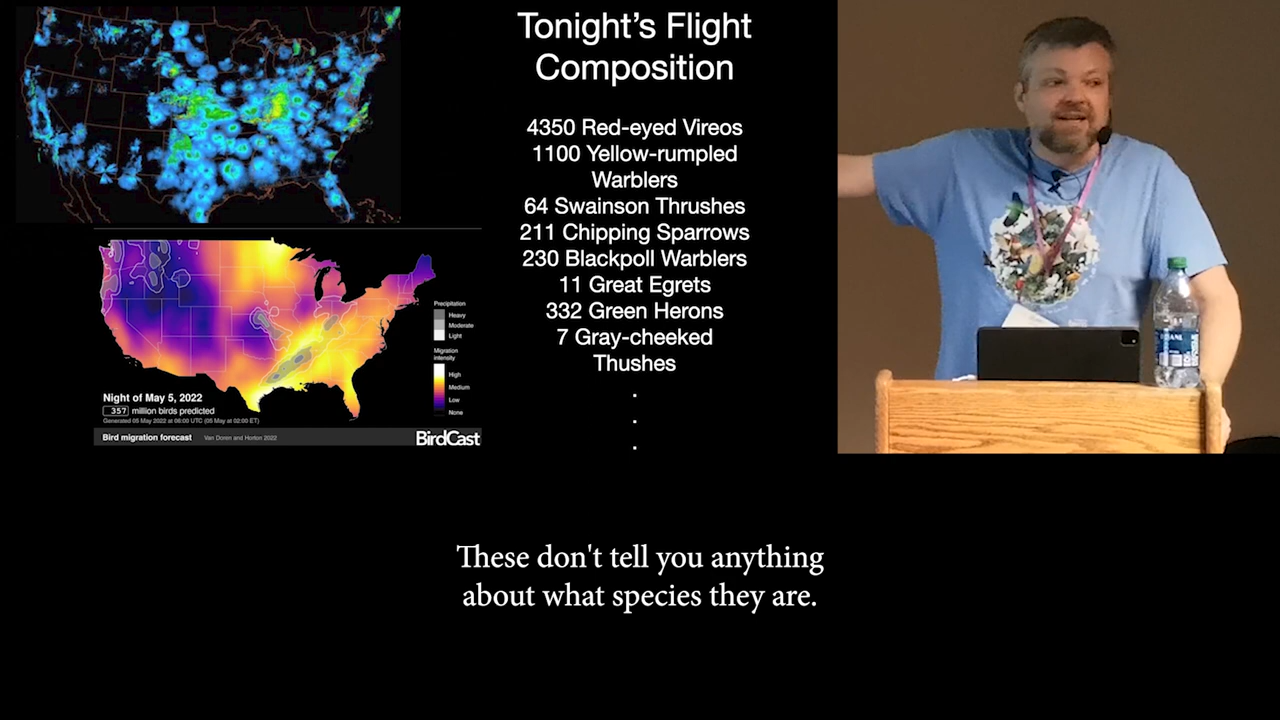 Tonight's Flight
Composition
4350 Red-eyed Vireos
1100 Yellow-rumpled
Warblers
64 Swainson Thrushes
211 Chipping Sparrows
230 Blackpoll Warblers
11 Great Egrets
332 Green Herons
7 Gray-cheeked
Thushes
.
.
.
Precipitation
Heavy
Moderate
Light
Migration
intensity
High
Medium
Low
None
Night of May 5, 2022
357 million birds predicted
Generated 05 May 2022 at 06:00 UTC (05 May at 02:00 ET)
Bird migration forecast
Van Doren and Horton 2022
BirdCast
These don't tell you anything
about what species they are.